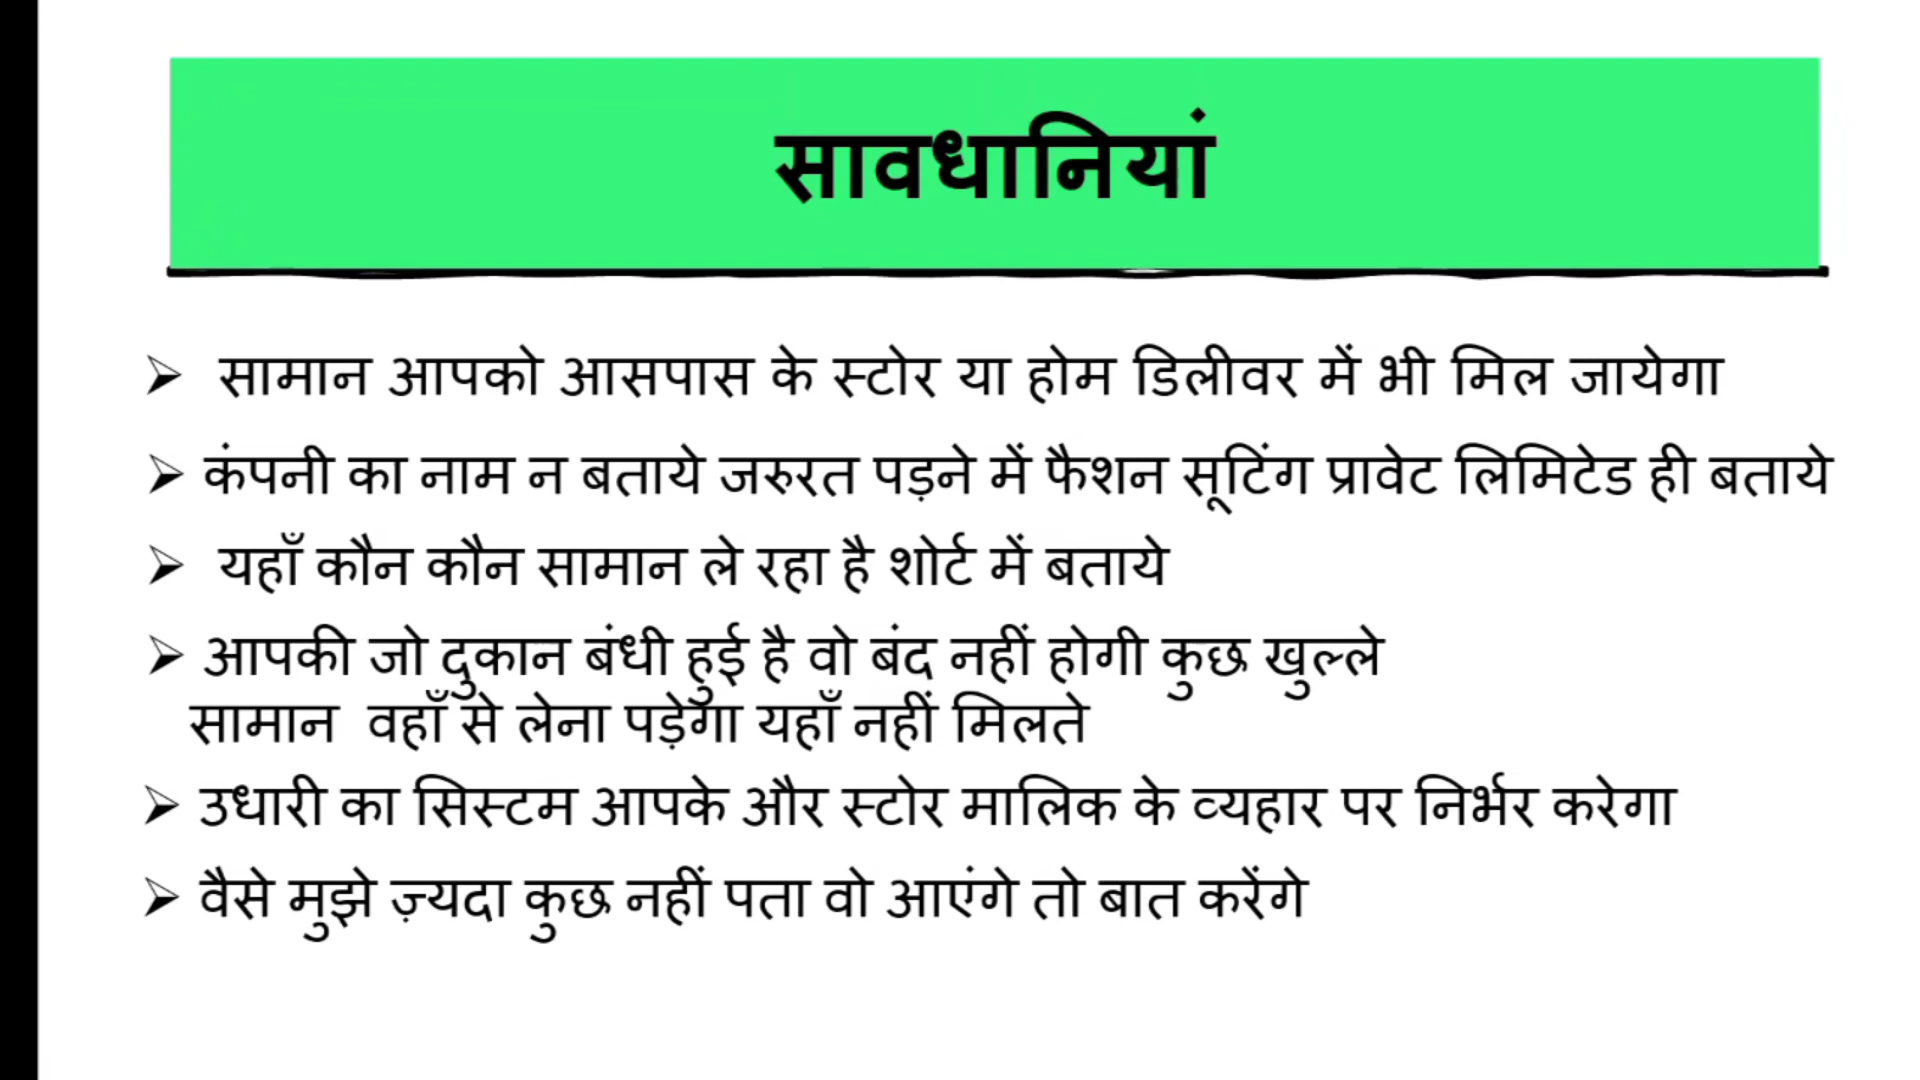 सावधानियां
➢ सामान आपको आसपास के स्टोर या होम डिलीवर में भी मिल जायेगा
➢ कंपनी का नाम न बताये जरुरत पड़ने में फैशन सूटिंग प्रावेट लिमिटेड ही बताये
➢ यहाँ कौन कौन सामान ले रहा है शोर्ट में बताये
➢ आपकी जो दुकान बंधी हुई है वो बंद नहीं होगी कुछ खुल्ले
सामान वहाँ से लेना पड़ेगा यहाँ नहीं मिलते
➢ उधारी का सिस्टम आपके और स्टोर मालिक के व्यहार पर निर्भर करेगा
➢ वैसे मुझे ज़्यदा कुछ नहीं पता वो आएंगे तो बात करेंगे